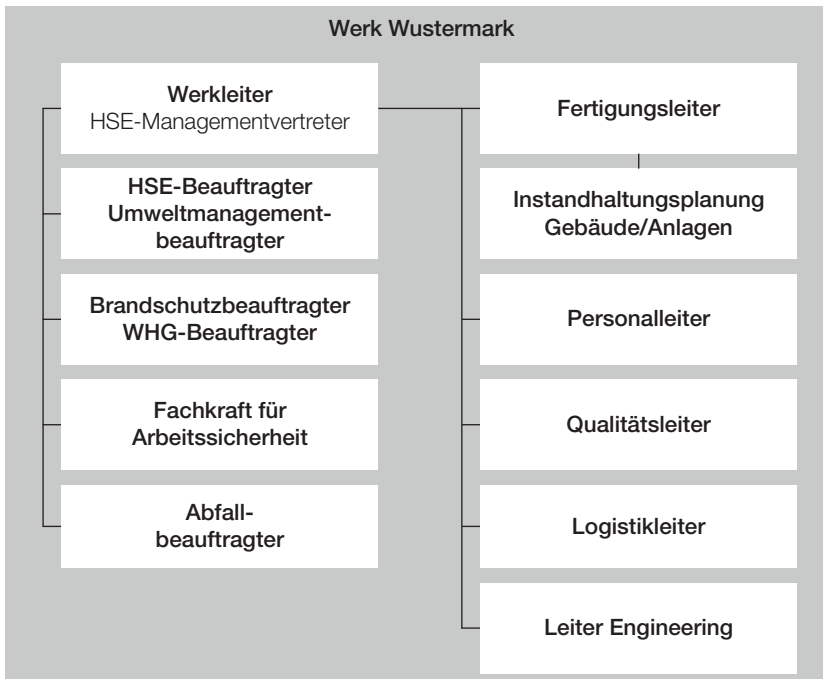 Werk Wustermark
Werkleiter
HSE-Managementvertreter
HSE-Beauftragter
Umweltmanagement-
beauftragter
Brandschutzbeauftragter
WHG-Beauftragter
Fachkraft für
Arbeitssicherheit
Abfall-
beauftragter
Fertigungsleiter
Instandhaltungsplanung
Gebäude/Anlagen
Personalleiter
Qualitätsleiter
Logistikleiter
Leiter Engineering